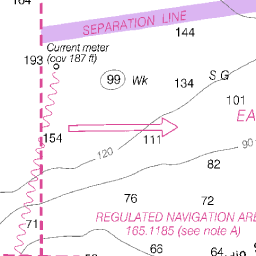 164
SEPARATION LINE
144
Current meter
(cov 187 ft)
193
99 Wk
134
S G
101
EA
154
111
120
90
82
76
72
REGULATED NAVIGATION ARE
165.1185 (see note A)
71
66
64